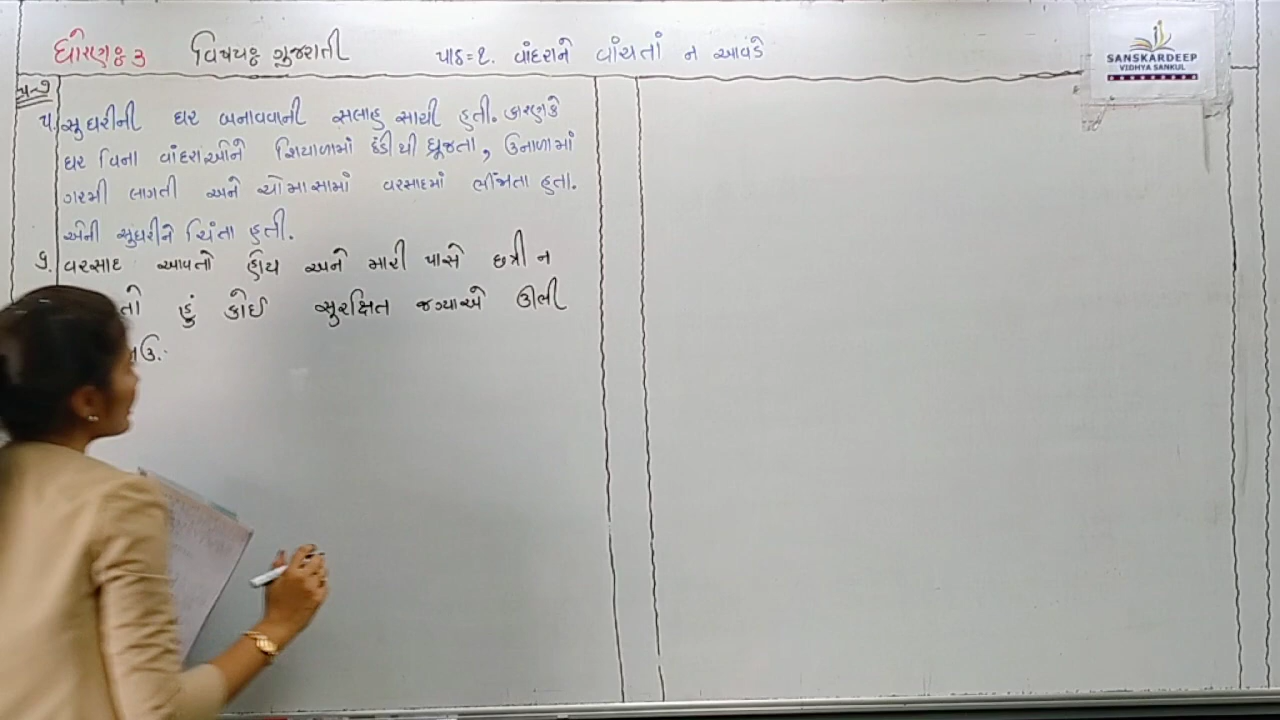 ધોરણઃ ૩ વિષયઃ ગુજરાતી પાઠ=૨. વાંદરાને વાંચતાં ન આવડે
SANSKARDEEP
VIDHYA SANKUL
પ્ર-૧
૫. સુઘરીની ઘર બનાવવાની સલાહ સાચી હતી. કારણકે
ઘર વિના વાંદરાઓને શિયાળામાં ઠંડીથી ધ્રૂજતા, ઉનાળામાં
ગરમી લાગતી અને ચોમાસામાં વરસાદમાં ભીંજાતા હતા.
એની સુઘરીને ચિંતા હતી.
૬. વરસાદ આવતો હોય અને મારી પાસે છત્રી ન
તો હું કોઈ સુરક્ષિત જગ્યાએ ઊભી